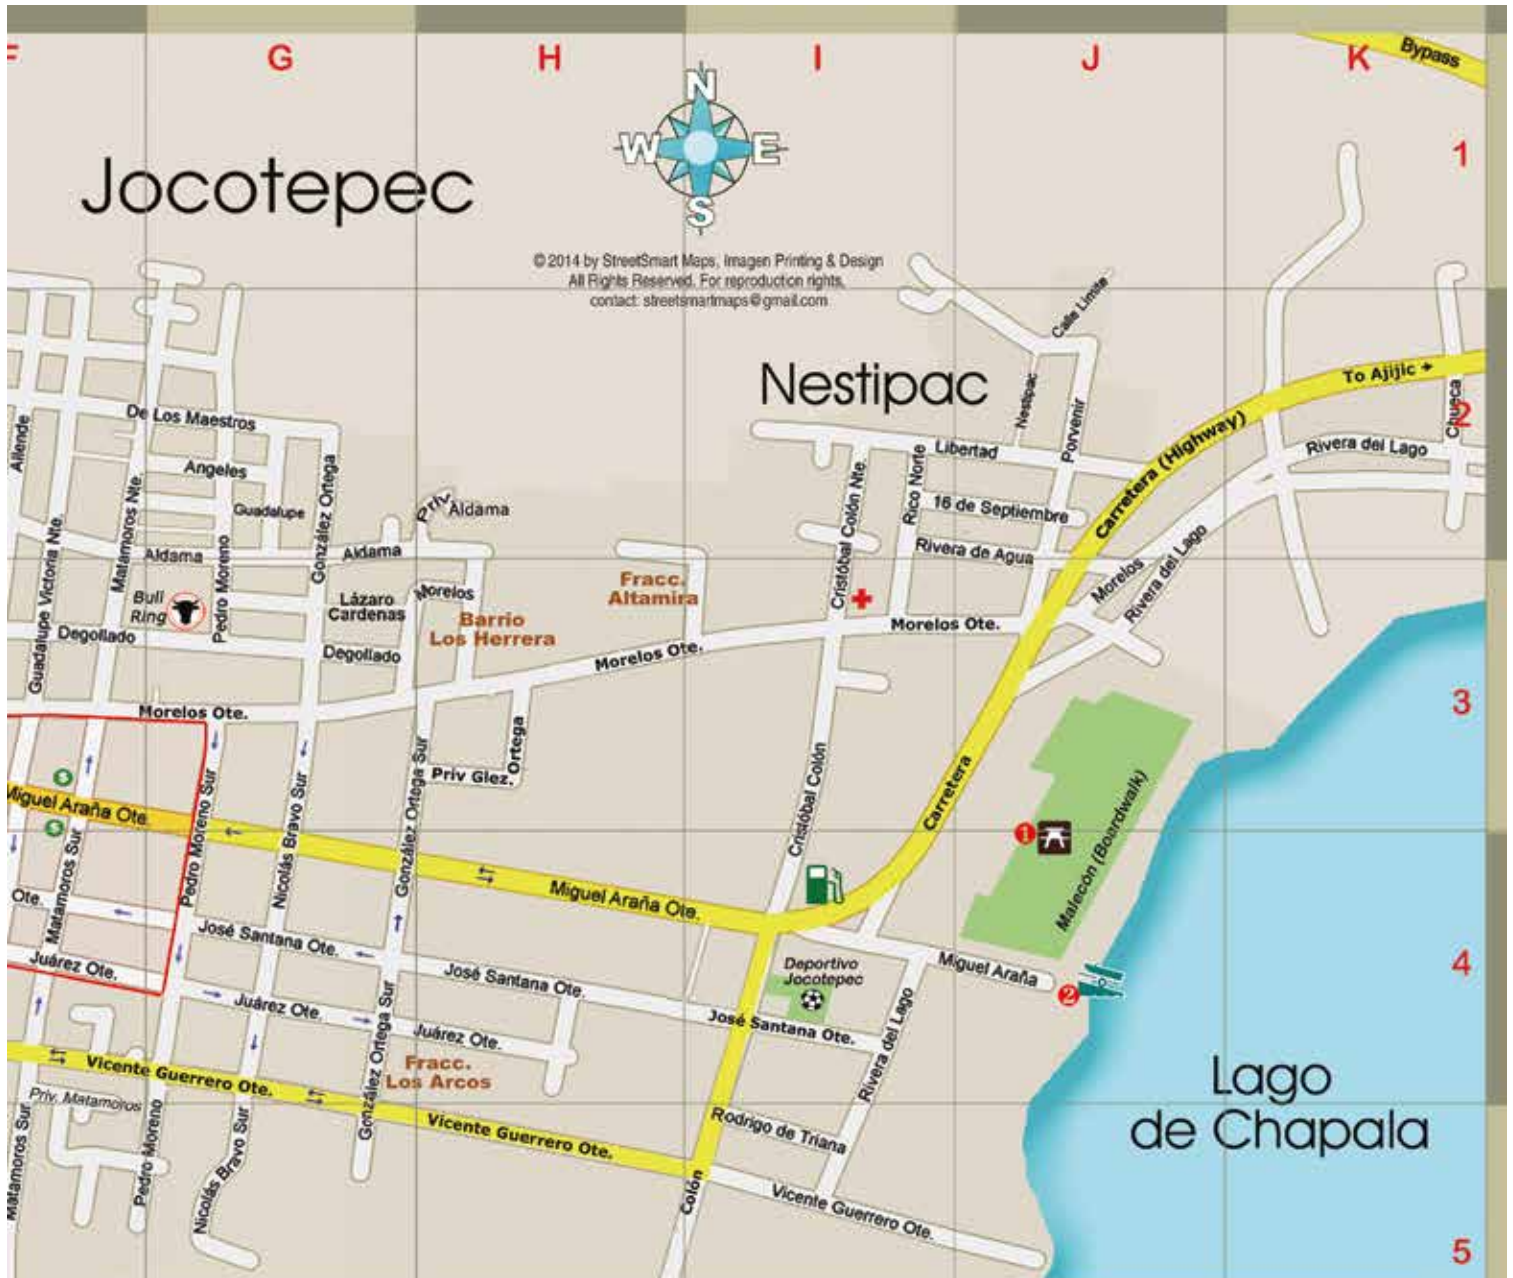 F
G
H
I
J
K
Bypass
1
N
W
E
S
Jocotepec
© 2014 by StreetSmart Maps, Imagen Printing & Design
All Rights Reserved. For reproduction rights,
contact: streetsmartmaps@gmail.com
Calle Limite
Nestipac
To Ajijic
Nestipac
Porvenir
Chueca
2
De Los Maestros
Allende
Carretera (Highway)
Libertad
Rivera del Lago
Angeles
González Ortega
Matamoros Nte.
Cristóbal Colón Nte.
Rico Norte
Guadalupe
Priv.
Aldama
16 de Septiembre
Guadalupe Victoria Nte.
Aldama
Pedro Moreno
Aldama
Rivera de Agua
Morelos
Rivera del Lago
Bull
Ring
Lázaro
Cardenas
Morelos
Fracc.
Altamira
Barrio
Los Herrera
Morelos Ote.
Degollado
Degollado
Morelos Ote.
Morelos Ote.
3
Ortega
Priv Glez.
González Ortega Sur
Nicolás Bravo Sur
Pedro Moreno Sur
Cristóbal Colón
Carretera
Miguel Araña Ote.
Matamoros Sur
1
Malecón (Boardwalk)
Miguel Araña Ote.
Ote.
José Santana Ote.
Juárez Ote.
José Santana Ote.
Deportivo
Jocotepec
Miguel Araña
2
4
Juárez Ote.
Juárez Ote.
González Ortega Sur
José Santana Ote.
Rivera del Lago
Fracc.
Los Arcos
Vicente Guerrero Ote.
Priv. Matamoros
Lago
de Chapala
Rodrigo de Triana
Vicente Guerrero Ote.
Matamoros Sur
Pedro Moreno
Nicolás Bravo Sur
Colón
Vicente Guerrero Ote.
5